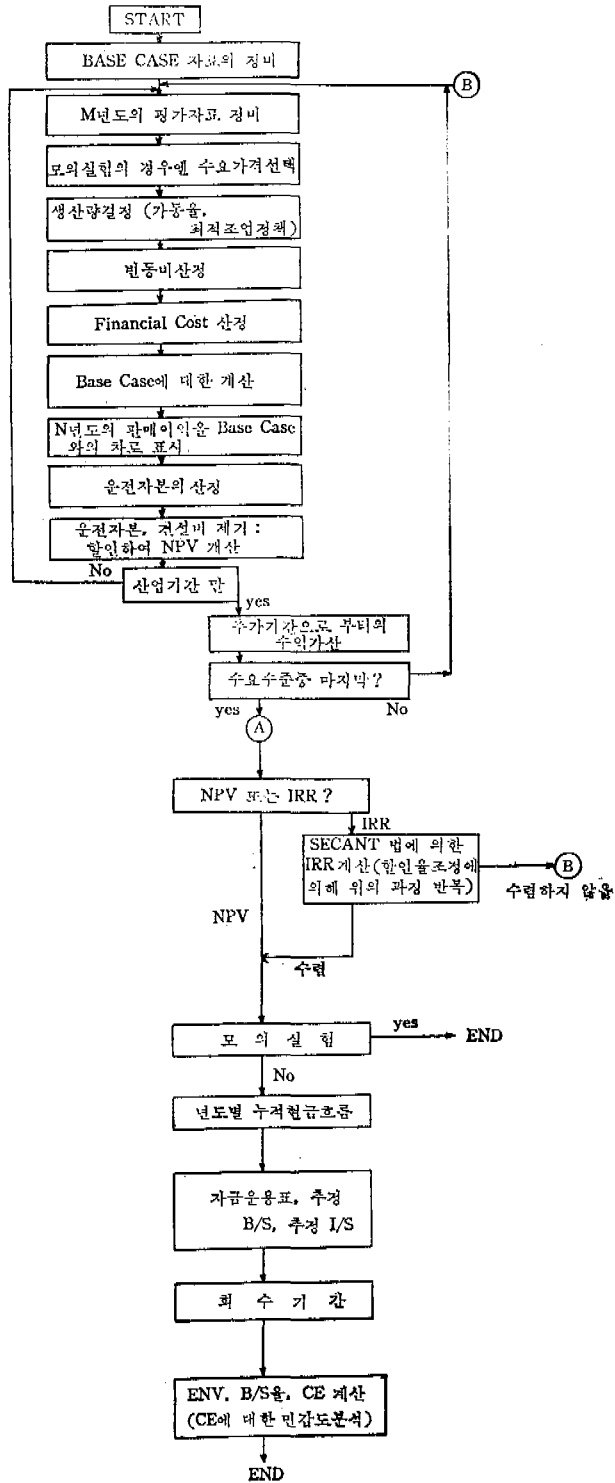 START
BASE CASE 자료의 정비
B
M년도의 평가자료 정비
모의실험의 경우엔 수요가격선택
생산량결정 (가동율,
최적조업정책)
변동비산정
Financial Cost 산정
Base Case에 대한 계산
N년도의 판매이익을 Base Case
와의 차로 표시
운전자본의 산정
운전자본, 건설비 제거 :
할인하여 NPV 계산
No
산업기간 만
yes
추가기간으로 부터의
수익가산
수요수준중 마지막?
yes
No
A
NPV 또는 IRR?
IRR
SECANT 법에 의한
IRR계산(할인율조정에
의해 위의 과정 반복)
B
수렴하지 않음
NPV
수렴
모 의 실 험
yes
END
No
년도별 누적현금흐름
자금운용표, 추정
B/S, 추정 I/S
회 수 기 간
ENV, B/S율, CE 계산
(CE에 대한 민감도분석)
END